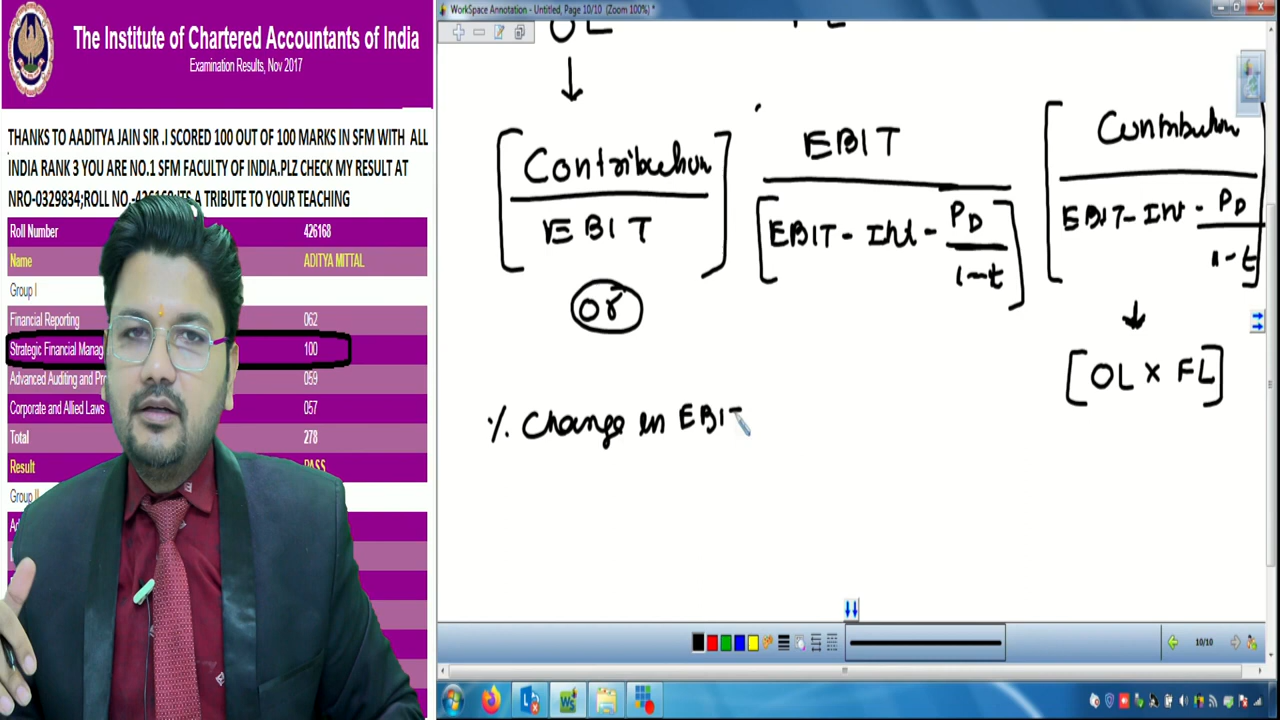 The Institute of Chartered Accountants of India
Examination Results, Nov 2017
THANKS TO AADITYA JAIN SIR .I SCORED 100 OUT OF 100 MARKS IN SFM WITH ALL
INDIA RANK 3 YOU ARE NO.1 SFM FACULTY OF INDIA.PLZ CHECK MY RESULT AT
NRO-0329834;ROLL NO.-426168;ITS A TRIBUTE TO YOUR TEACHING
Roll Number 426168
Name ADITYA MITTAL
Group I
Financial Reporting 062
Strategic Financial Manag 100
Advanced Auditing and Pr 059
Corporate and Allied Laws 057
Total 278
Result PASS
Group II
WorkSpace Annotation - Untitled, Page 10/10 (Zoom 100%) *
OL FL
[Contribution / EBIT]
or
EBIT / [EBIT - Int - PD / 1-t]
[Contribution / EBIT - Int - PD / 1-t]
[OL x FL]
% Change in EBIT
10/10